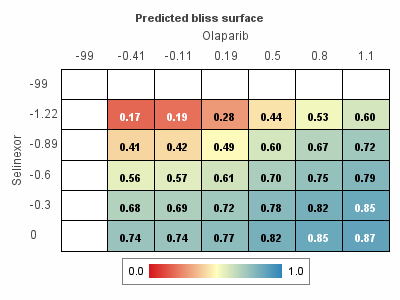 Predicted bliss surface
Olaparib
-99 -0.41 -0.11 0.19 0.5 0.8 1.1
Selinexor
-99
-1.22 0.17 0.19 0.28 0.44 0.53 0.60
-0.89 0.41 0.42 0.49 0.60 0.67 0.72
-0.6 0.56 0.57 0.61 0.70 0.75 0.79
-0.3 0.68 0.69 0.72 0.78 0.82 0.85
0 0.74 0.74 0.77 0.82 0.85 0.87
0.0 1.0